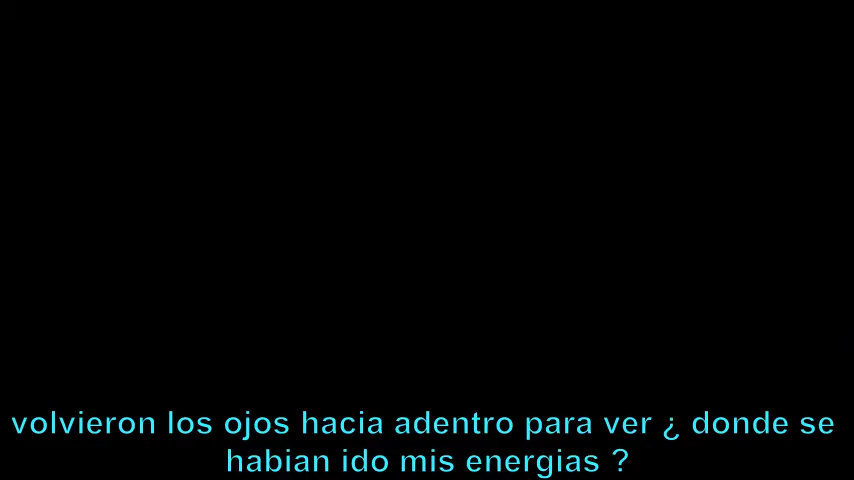 volvieron los ojos hacia adentro para ver ¿ donde se
habian ido mis energias ?